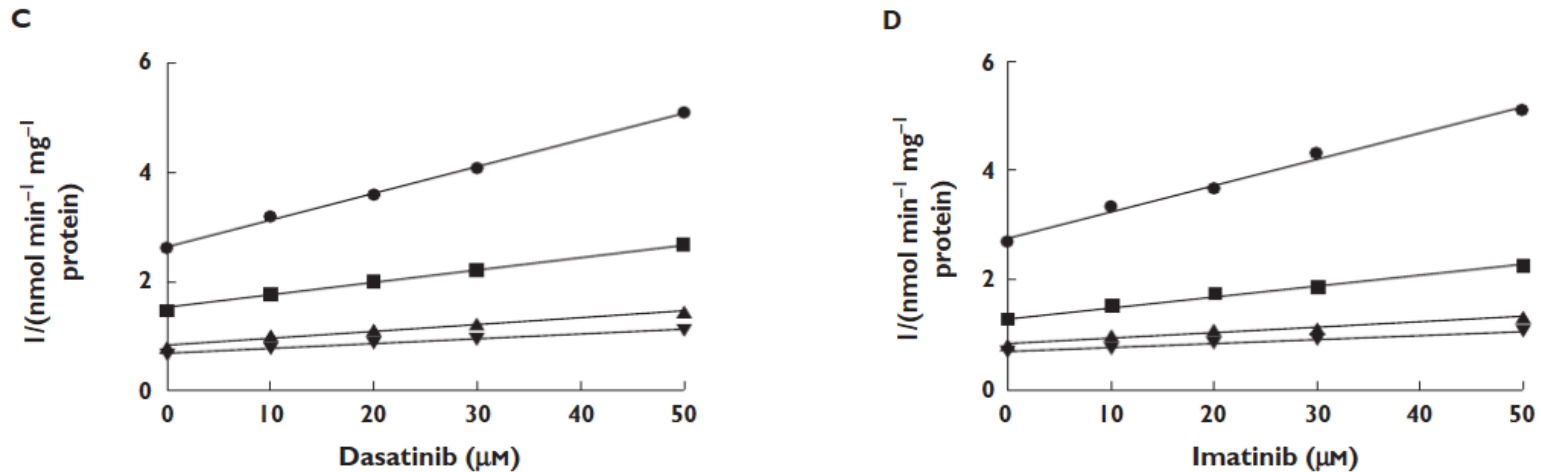 C
6
4
2
0
1/(nmol min⁻¹ mg⁻¹
protein)
0 10 20 30 40 50
Dasatinib (μM)
D
6
4
2
0
1/(nmol min⁻¹ mg⁻¹
protein)
0 10 20 30 40 50
Imatinib (μM)